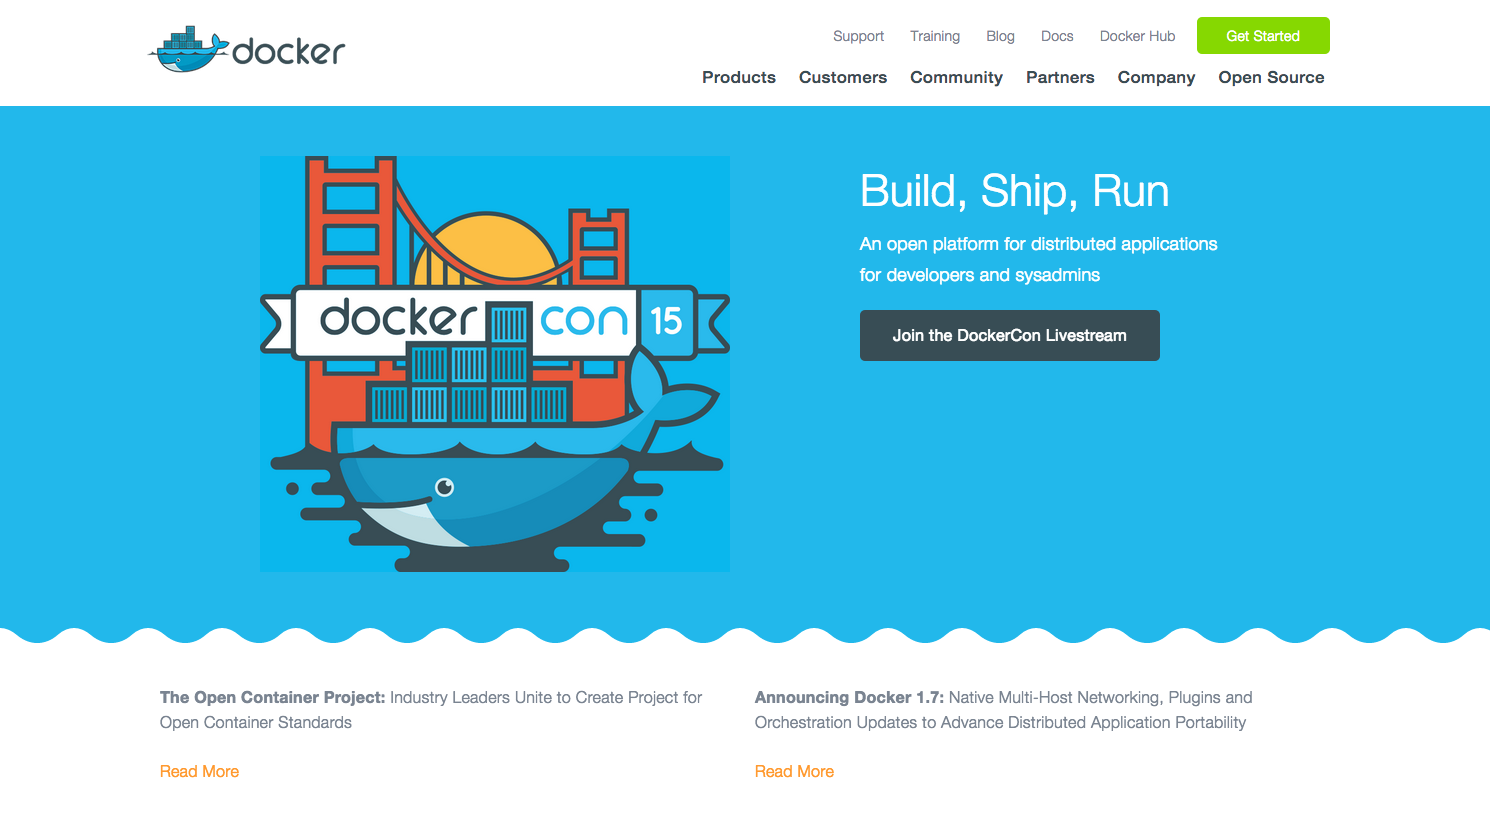 docker
Support Training Blog Docs Docker Hub Get Started
Products Customers Community Partners Company Open Source
docker con 15
Build, Ship, Run
An open platform for distributed applications
for developers and sysadmins
Join the DockerCon Livestream
The Open Container Project: Industry Leaders Unite to Create Project for
Open Container Standards
Read More
Announcing Docker 1.7: Native Multi-Host Networking, Plugins and
Orchestration Updates to Advance Distributed Application Portability
Read More